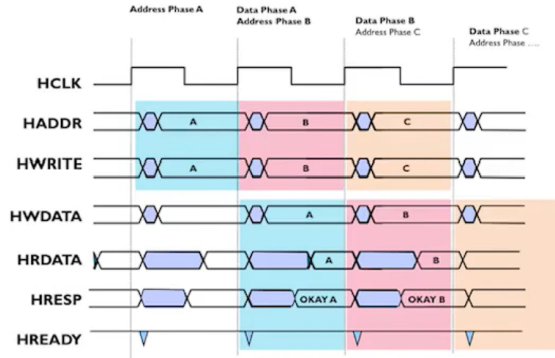 Address Phase A
Data Phase A
Address Phase B
Data Phase B
Address Phase C
Data Phase C
Address Phase ....
HCLK
HADDR A B C
HWRITE A B C
HWDATA A B
HRDATA A B
HRESP OKAY A OKAY B
HREADY